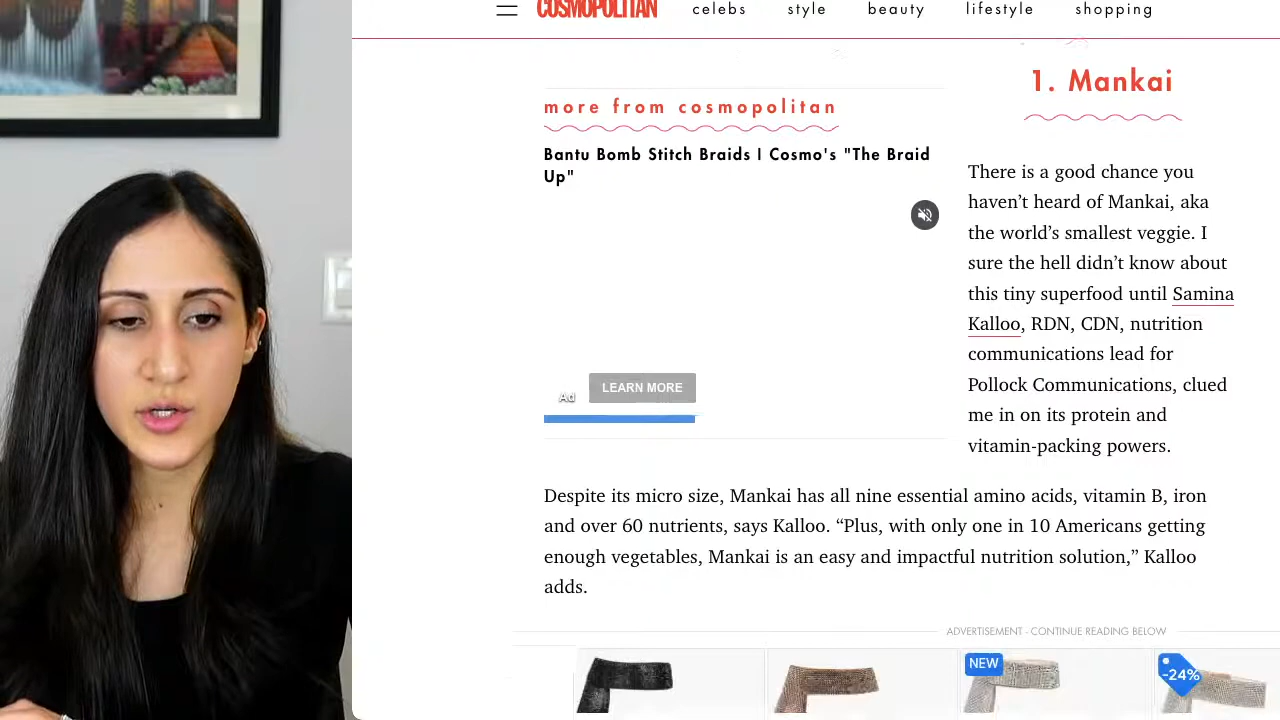 COSMOPOLITAN
celebs
style
beauty
lifestyle
shopping
more from cosmopolitan
Bantu Bomb Stitch Braids I Cosmo's "The Braid
Up"
Ad
LEARN MORE
1. Mankai
There is a good chance you
haven’t heard of Mankai, aka
the world’s smallest veggie. I
sure the hell didn’t know about
this tiny superfood until Samina
Kalloo, RDN, CDN, nutrition
communications lead for
Pollock Communications, clued
me in on its protein and
vitamin-packing powers.
Despite its micro size, Mankai has all nine essential amino acids, vitamin B, iron
and over 60 nutrients, says Kalloo. “Plus, with only one in 10 Americans getting
enough vegetables, Mankai is an easy and impactful nutrition solution,” Kalloo
adds.
ADVERTISEMENT - CONTINUE READING BELOW
NEW
-24%